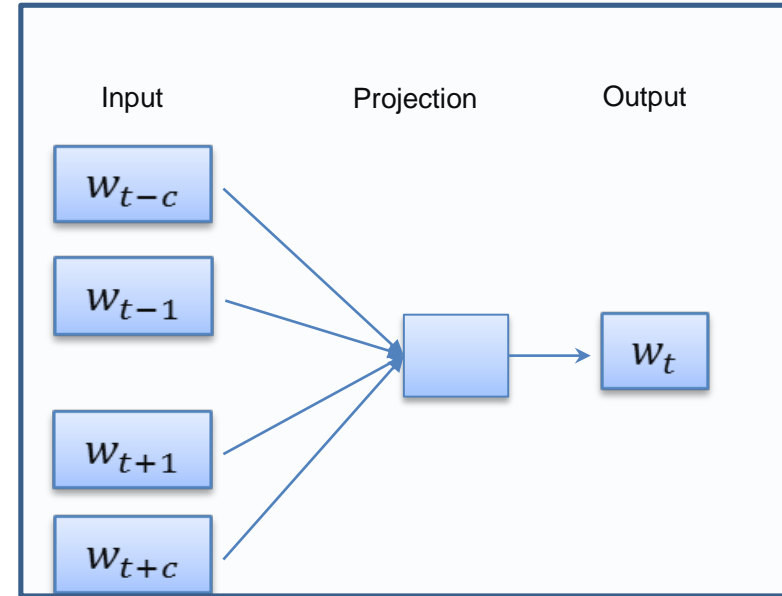 Input Projection Output
w_{t-c}
w_{t-1}
w_t
w_{t+1}
w_{t+c}